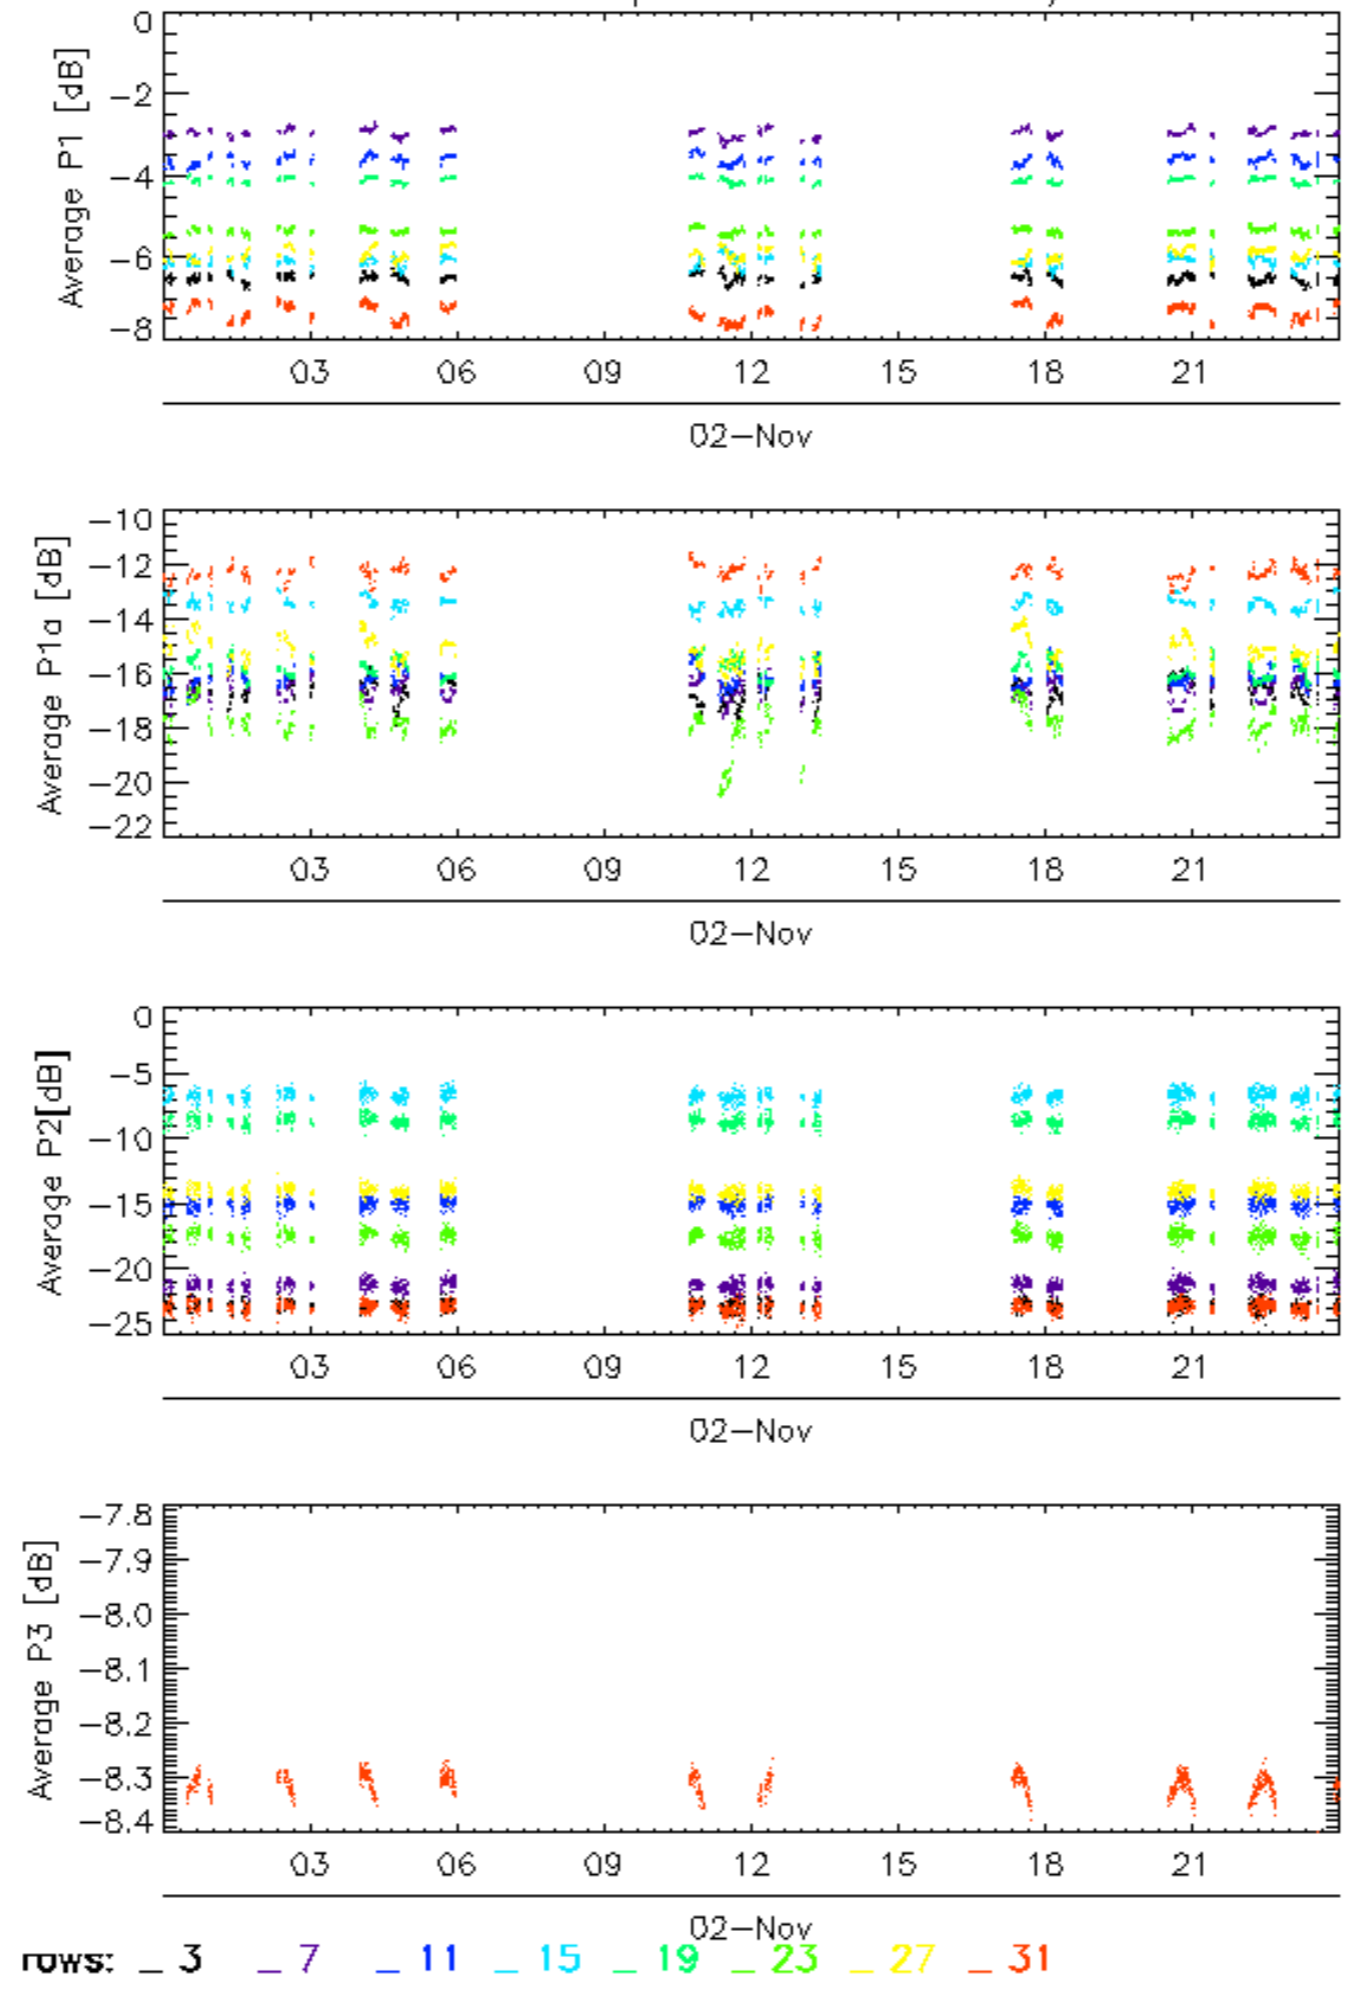 0
-2
-4
-6
-8
Average P1 [dB]
03 06 09 12 15 18 21
02-Nov
-10
-12
-14
-16
-18
-20
-22
Average P1a [dB]
03 06 09 12 15 18 21
02-Nov
0
-5
-10
-15
-20
-25
Average P2[dB]
03 06 09 12 15 18 21
02-Nov
-7.8
-7.9
-8.0
-8.1
-8.2
-8.3
-8.4
Average P3 [dB]
03 06 09 12 15 18 21
02-Nov
rows: _ 3 _ 7 _ 11 _ 15 _ 19 _ 23 _ 27 _ 31